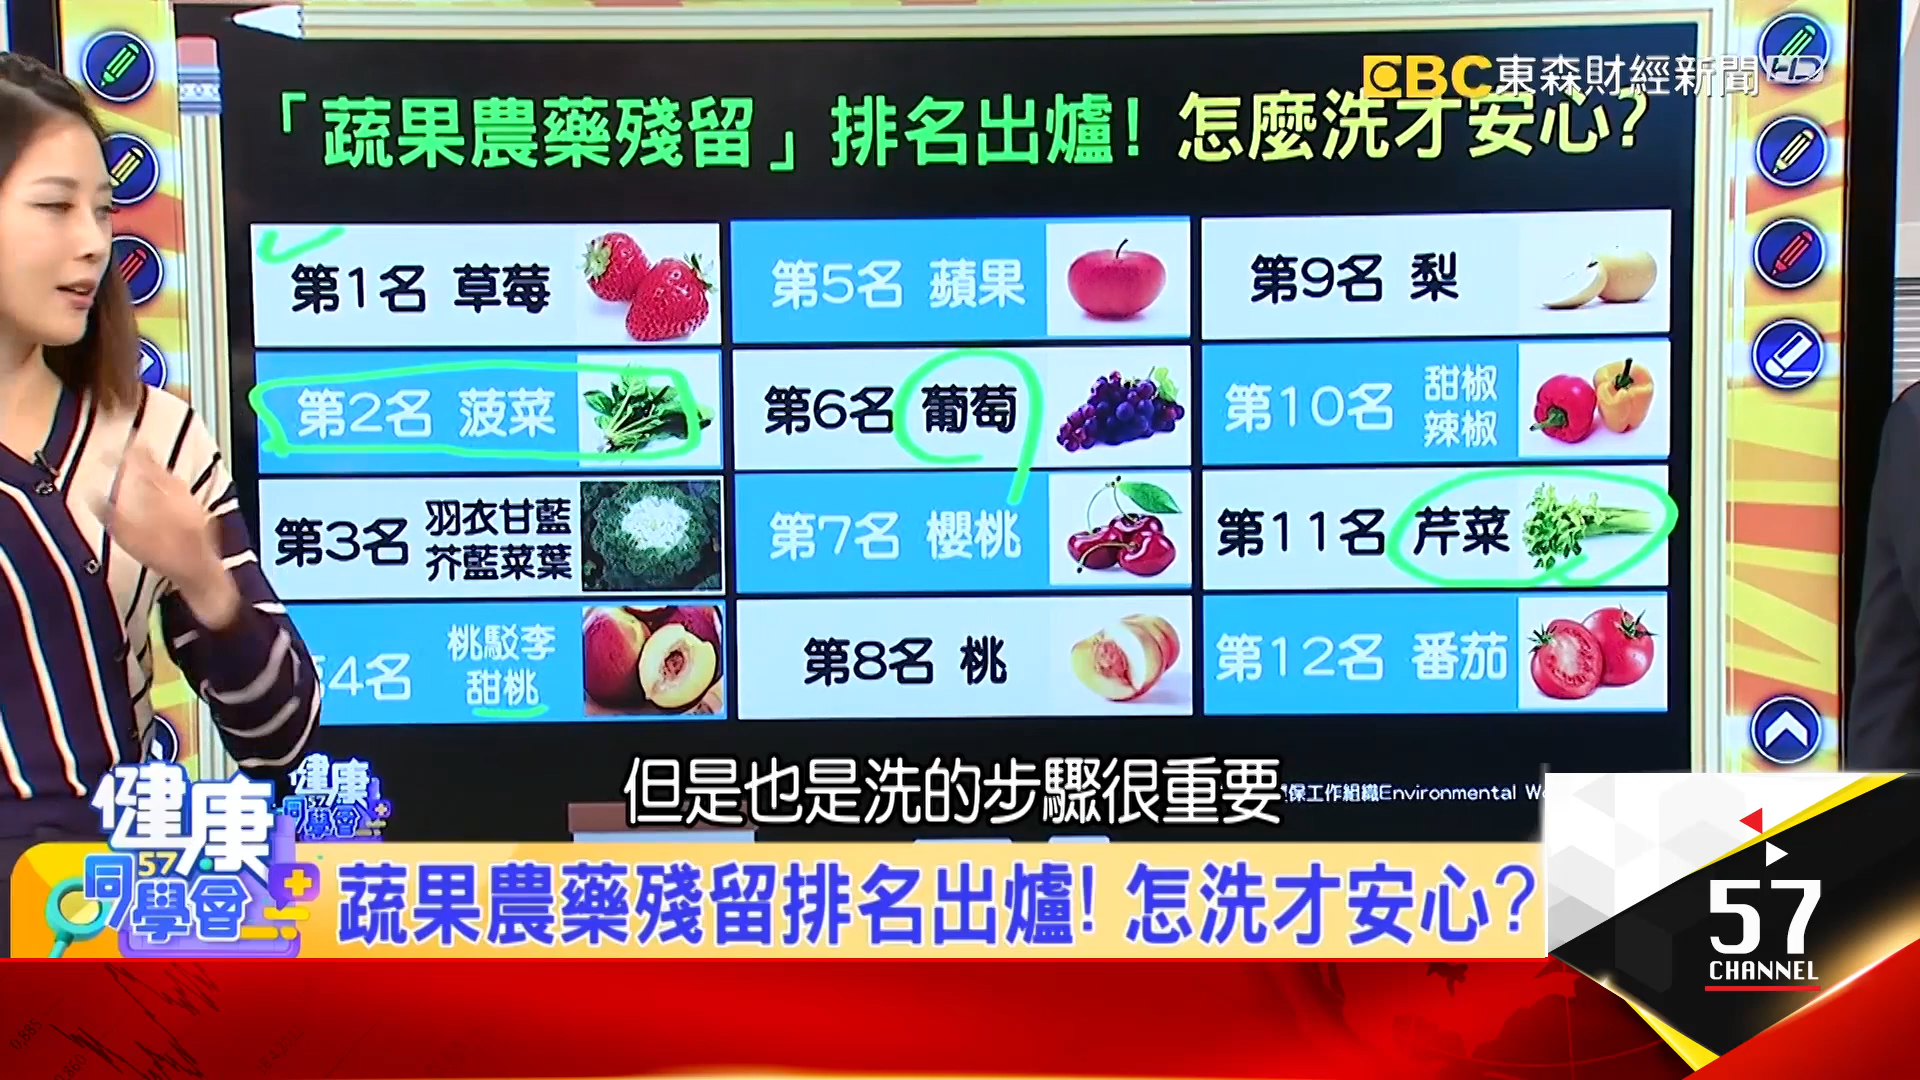 EBC東森財經新聞HD
「蔬果農藥殘留」排名出爐！怎麼洗才安心？
第1名 草莓
第5名 蘋果
第9名 梨
第2名 菠菜
第6名 葡萄
第10名 甜椒
辣椒
第3名 羽衣甘藍
芥藍菜葉
第7名 櫻桃
第11名 芹菜
第4名 桃駁李
甜桃
第8名 桃
第12名 番茄
保工作組織Environmental
但是也是洗的步驟很重要
健康
57
同學會
健康
57
同學會
蔬果農藥殘留排名出爐！怎洗才安心？
57
CHANNEL